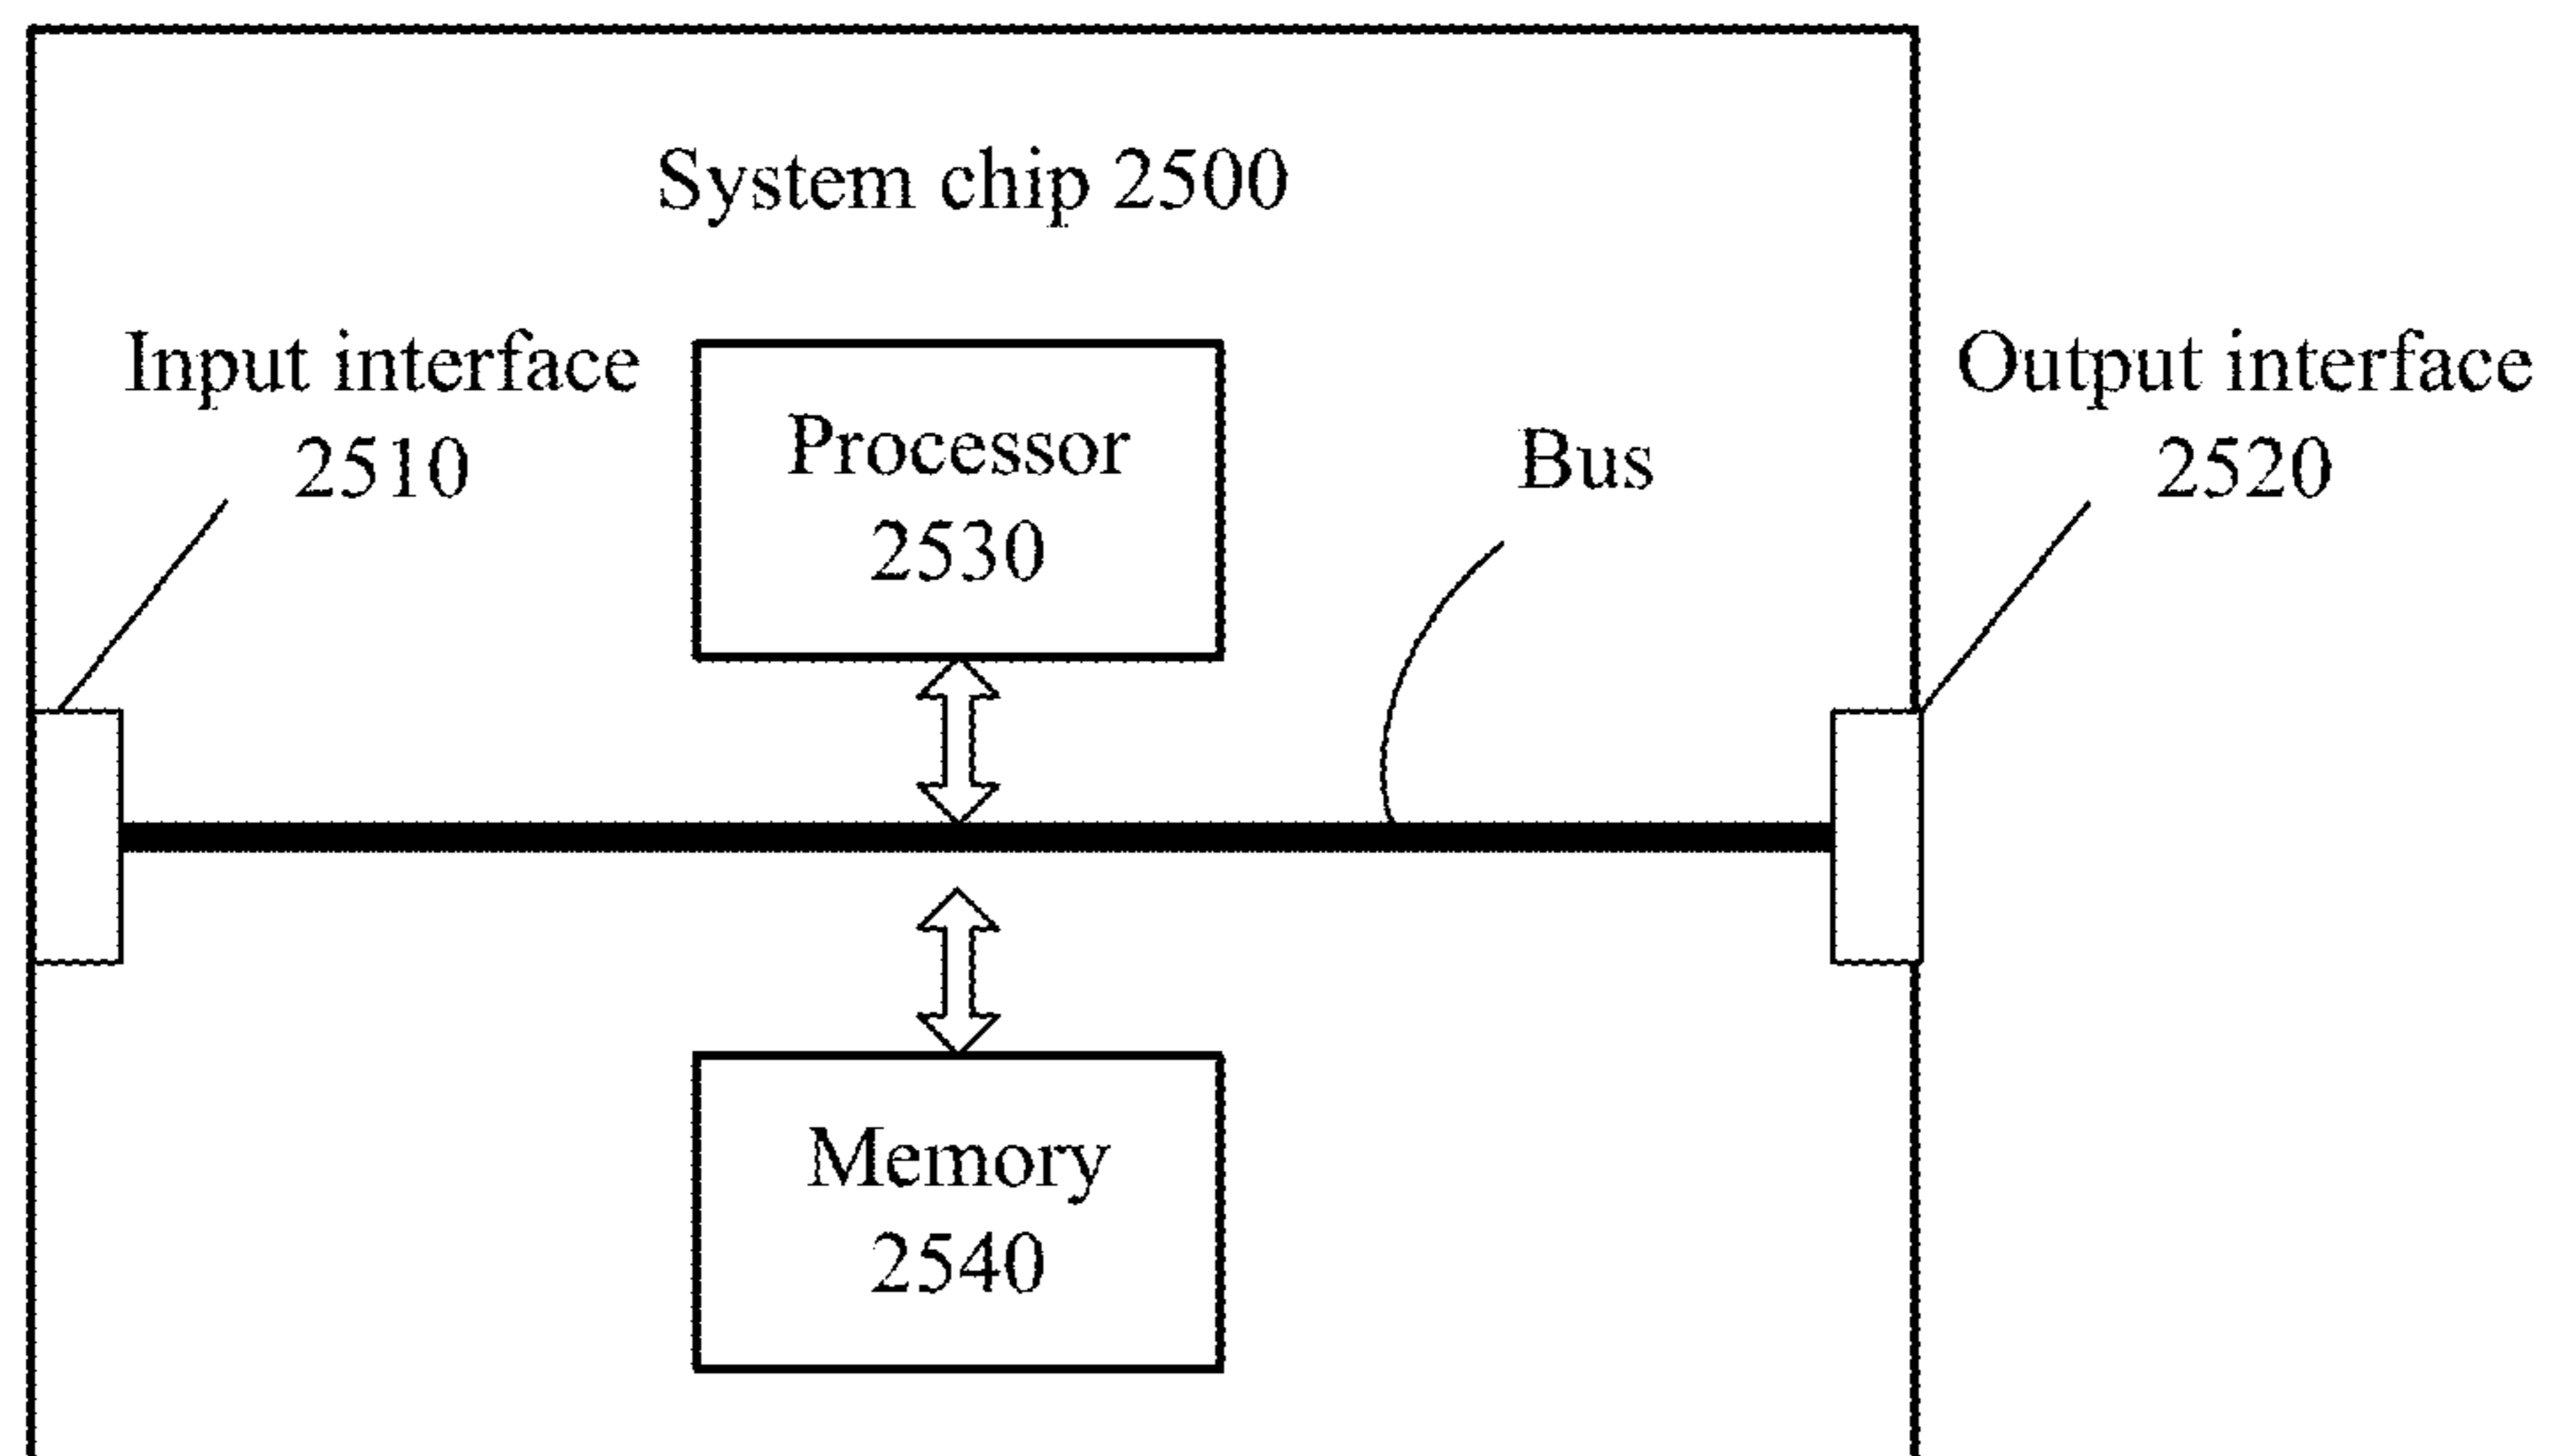 System chip 2500
Input interface
2510
Processor
2530
Bus
Output interface
2520
Memory
2540